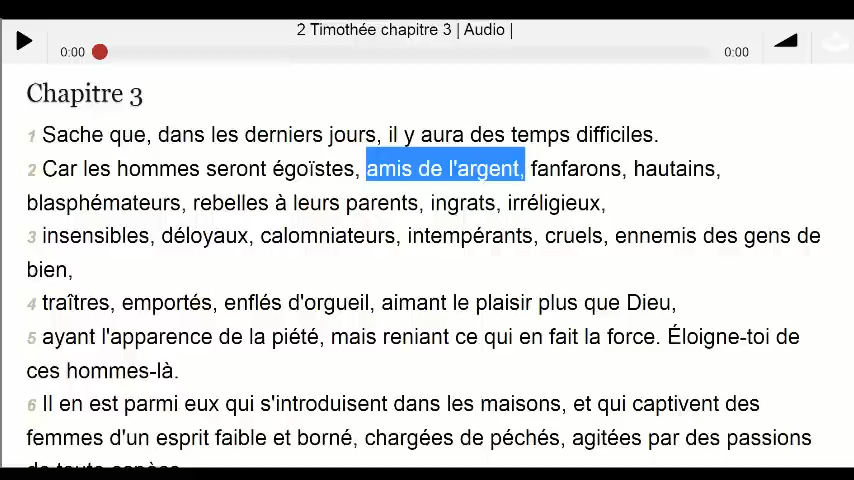 2 Timothée chapitre 3 | Audio |
0:00 0:00
Chapitre 3
1 Sache que, dans les derniers jours, il y aura des temps difficiles.
2 Car les hommes seront égoïstes, amis de l'argent, fanfarons, hautains,
blasphémateurs, rebelles à leurs parents, ingrats, irréligieux,
3 insensibles, déloyaux, calomniateurs, intempérants, cruels, ennemis des gens de
bien,
4 traîtres, emportés, enflés d'orgueil, aimant le plaisir plus que Dieu,
5 ayant l'apparence de la piété, mais reniant ce qui en fait la force. Éloigne-toi de
ces hommes-là.
6 Il en est parmi eux qui s'introduisent dans les maisons, et qui captivent des
femmes d'un esprit faible et borné, chargées de péchés, agitées par des passions
de toute espèce,